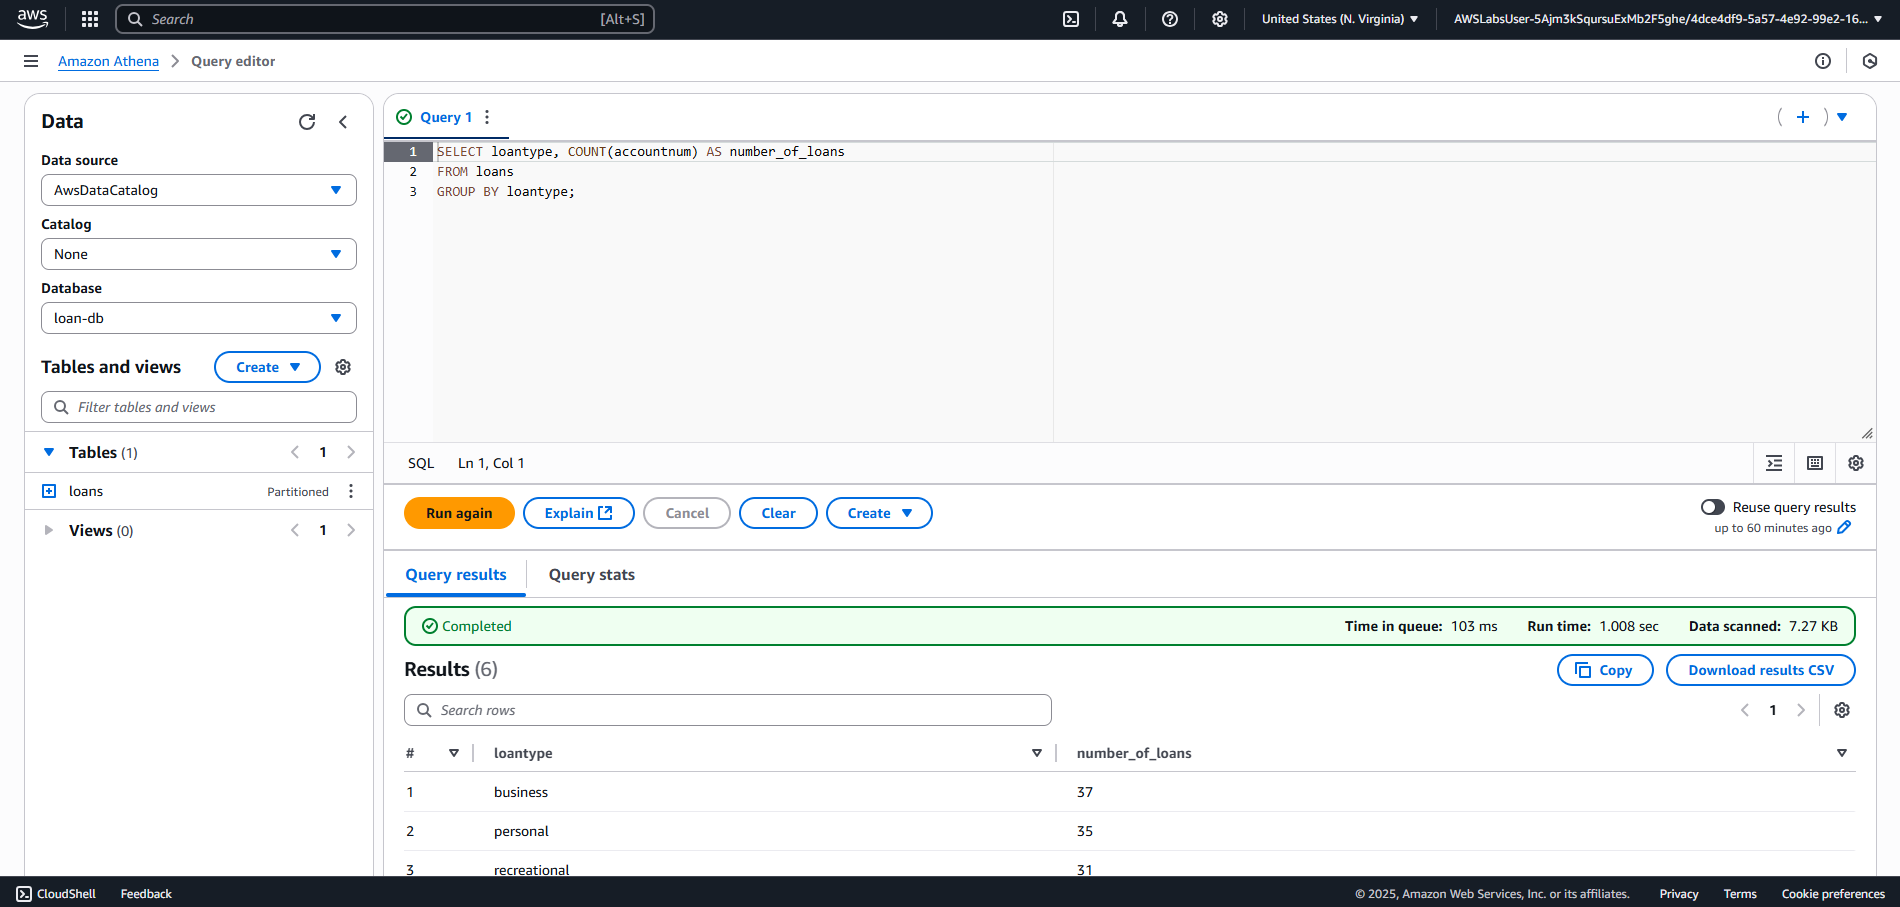 aws
Search [Alt+S]
United States (N. Virginia)
AWSLabsUser-5Ajm3kSqursuExMb2F5ghe/4dce4df9-5a57-4e92-99e2-16...
Amazon Athena
Query editor
Data
Data source
AwsDataCatalog
Catalog
None
Database
loan-db
Tables and views
Create
Filter tables and views
Tables (1)
1
loans
Partitioned
Views (0)
1
Query 1
1 SELECT loantype, COUNT(accountnum) AS number_of_loans
2 FROM loans
3 GROUP BY loantype;
SQL
Ln 1, Col 1
Run again
Explain
Cancel
Clear
Create
Reuse query results
up to 60 minutes ago
Query results
Query stats
Completed
Time in queue: 103 ms
Run time: 1.008 sec
Data scanned: 7.27 KB
Results (6)
Copy
Download results CSV
Search rows
1
# loantype number_of_loans
1 business 37
2 personal 35
3 recreational 31
CloudShell
Feedback
© 2025, Amazon Web Services, Inc. or its affiliates.
Privacy
Terms
Cookie preferences